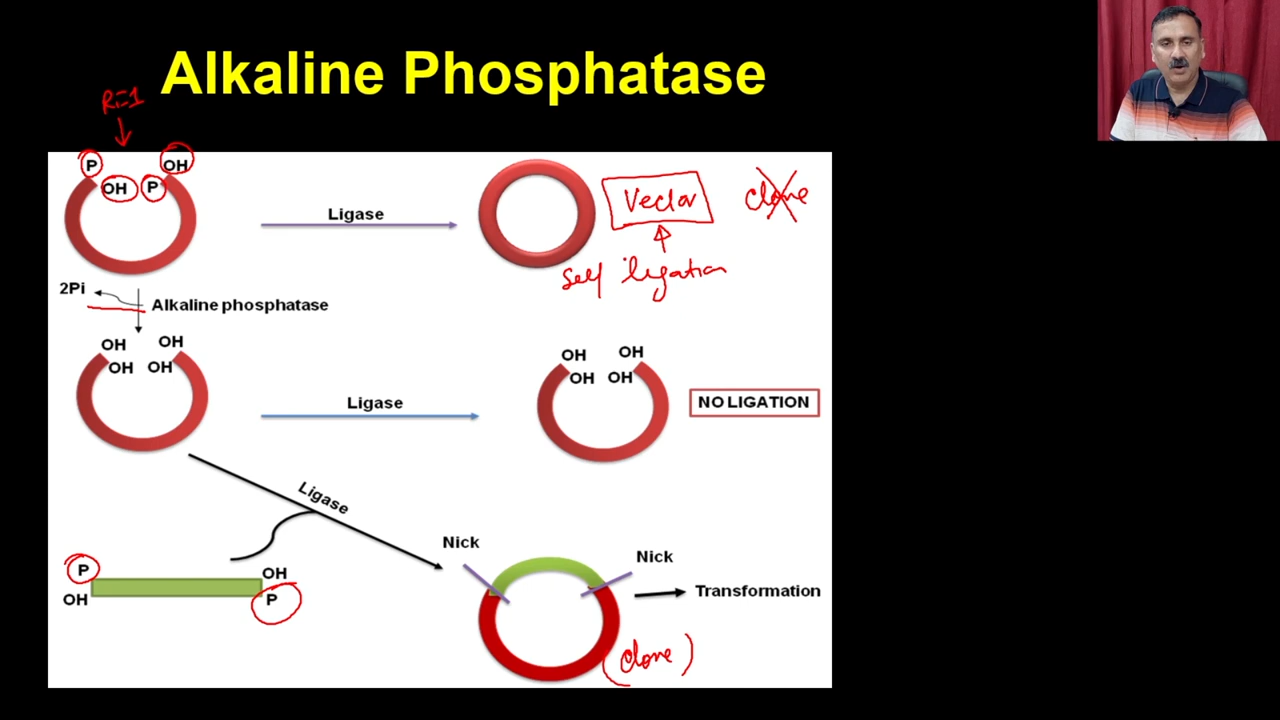 Alkaline Phosphatase
RE-1
P
OH
OH
P
Ligase
Vector
clone
self ligation
2Pi
Alkaline phosphatase
OH
OH
OH
OH
Ligase
OH
OH
OH
OH
NO LIGATION
Ligase
P
OH
OH
P
Nick
Nick
Transformation
(clone)